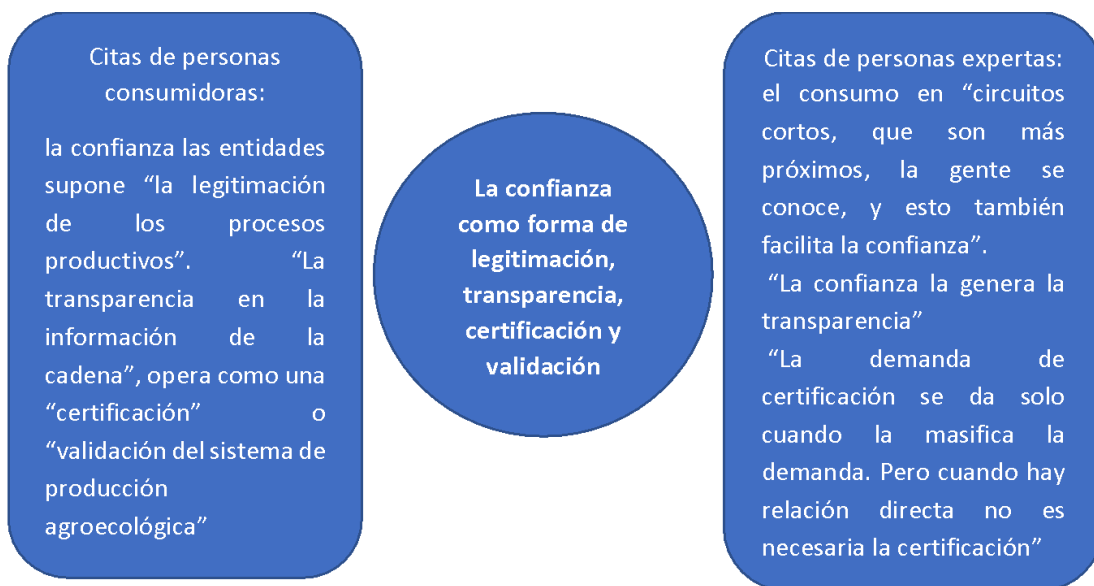 Citas de personas
consumidoras:
la confianza las entidades
supone “la legitimación
de los procesos
productivos”. “La
transparencia en la
información de la
cadena”, opera como una
“certificación” o
“validación del sistema de
producción
agroecológica”
La confianza
como forma de
legitimación,
transparencia,
certificación y
validación
Citas de personas expertas:
el consumo en “circuitos
cortos, que son más
próximos, la gente se
conoce, y esto también
facilita la confianza”.
“La confianza la genera la
transparencia”
“La demanda de
certificación se da solo
cuando la masifica la
demanda. Pero cuando hay
relación directa no es
necesaria la certificación”